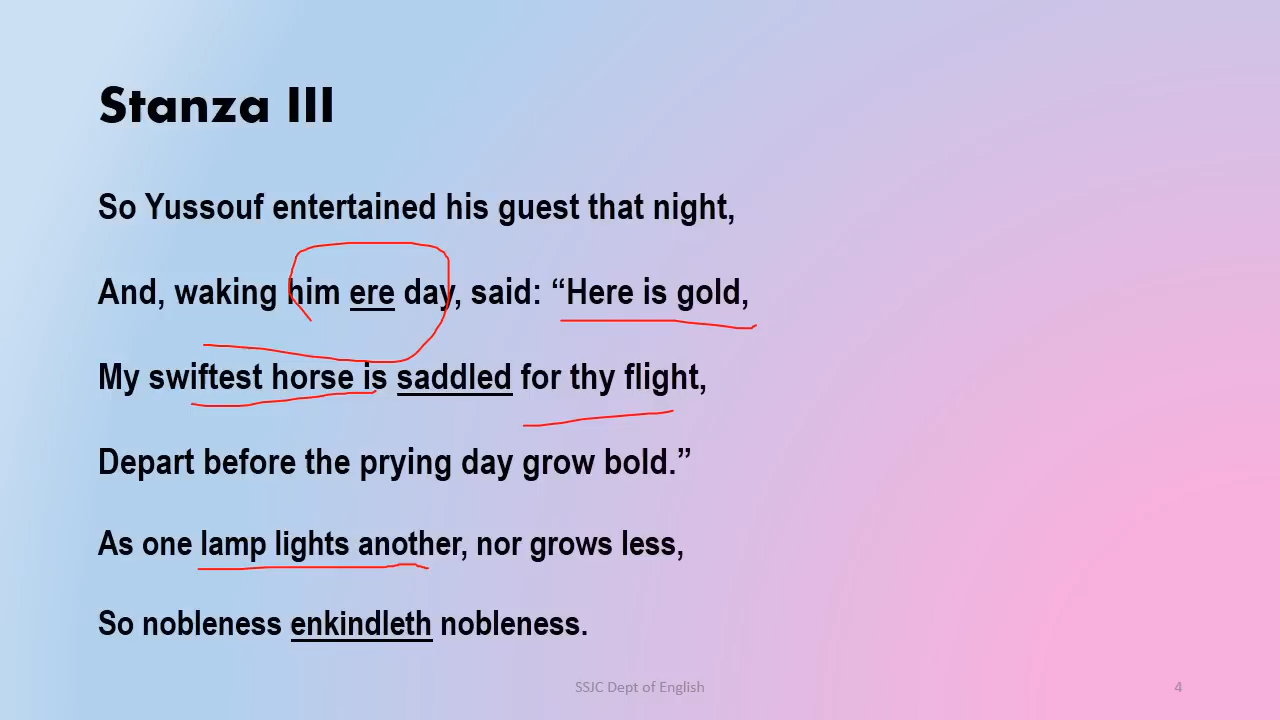 Stanza III
So Yussouf entertained his guest that night,
And, waking him ere day, said: “Here is gold,
My swiftest horse is saddled for thy flight,
Depart before the prying day grow bold.”
As one lamp lights another, nor grows less,
So nobleness enkindleth nobleness.
SSJC Dept of English
4